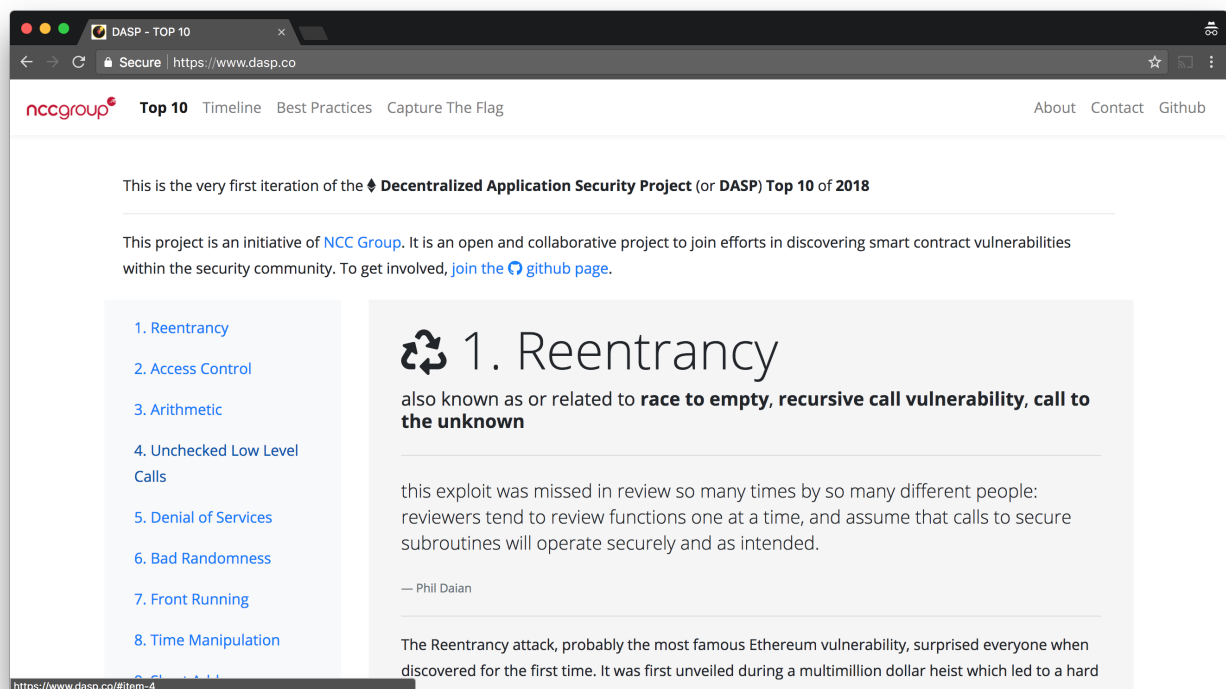 DASP - TOP 10
Secure https://www.dasp.co
nccgroup Top 10 Timeline Best Practices Capture The Flag About Contact Github
This is the very first iteration of the Decentralized Application Security Project (or DASP) Top 10 of 2018
This project is an initiative of NCC Group. It is an open and collaborative project to join efforts in discovering smart contract vulnerabilities
within the security community. To get involved, join the github page.
1. Reentrancy
2. Access Control
3. Arithmetic
4. Unchecked Low Level
Calls
5. Denial of Services
6. Bad Randomness
7. Front Running
8. Time Manipulation
1. Reentrancy
also known as or related to race to empty, recursive call vulnerability, call to
the unknown
this exploit was missed in review so many times by so many different people:
reviewers tend to review functions one at a time, and assume that calls to secure
subroutines will operate securely and as intended.
— Phil Daian
The Reentrancy attack, probably the most famous Ethereum vulnerability, surprised everyone when
discovered for the first time. It was first unveiled during a multimillion dollar heist which led to a hard
https://www.dasp.co/#item-4